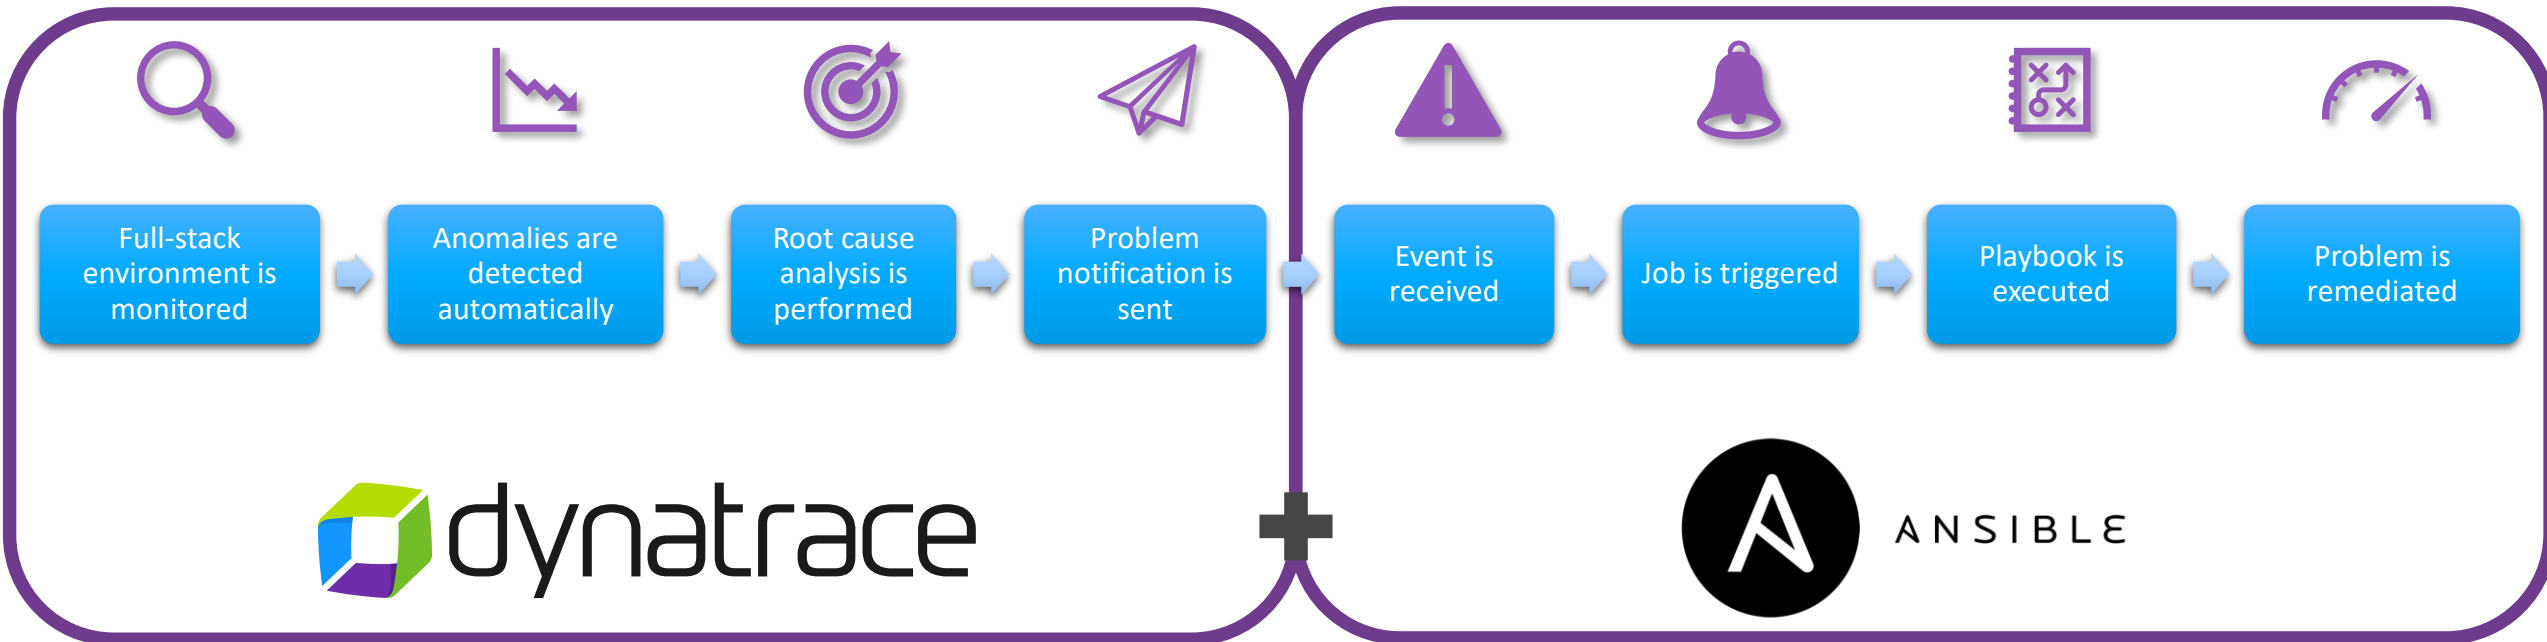 Full-stack
environment is
monitored
Anomalies are
detected
automatically
Root cause
analysis is
performed
Problem
notification is
sent
Event is
received
Job is triggered
Playbook is
executed
Problem is
remediated
dynatrace
ANSIBLE